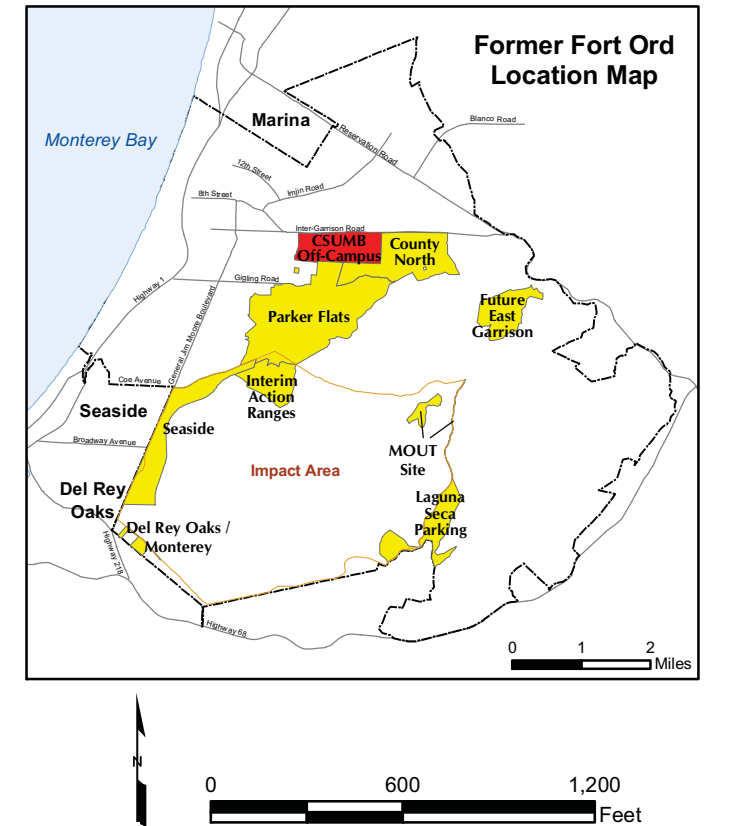 Former Fort Ord
Location Map
Marina
Blanco Road
Monterey Bay
Reservation Road
12th Street
Imjin Road
8th Street
Inter-Garrison Road
CSUMB
Off-Campus
County
North
Gigling Road
Highway 1
General Jim Moore Boulevard
Parker Flats
Future
East
Garrison
Coe Avenue
Interim
Action
Ranges
Seaside
Seaside
Broadway Avenue
MOUT
Site
Impact Area
Del Rey
Oaks
Laguna
Seca
Parking
Del Rey Oaks /
Monterey
Highway 218
Highway 68
0 1 2
Miles
N
0 600 1,200
Feet